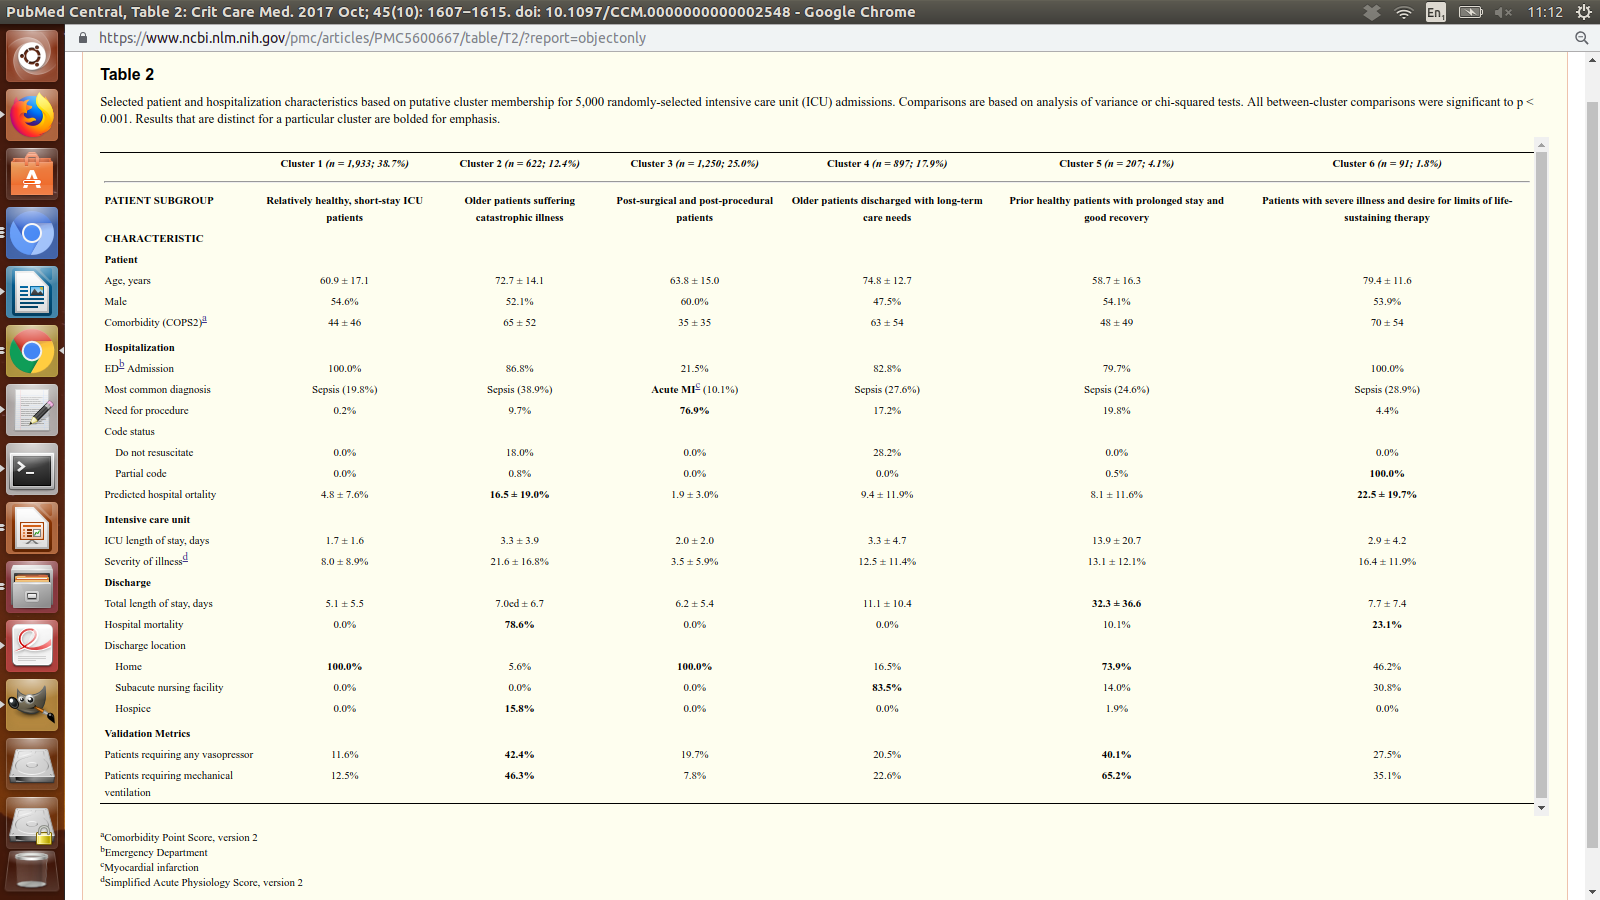 PubMed Central, Table 2: Crit Care Med. 2017 Oct; 45(10): 1607–1615. doi: 10.1097/CCM.0000000000002548 - Google Chrome
En1 11:12
https://www.ncbi.nlm.nih.gov/pmc/articles/PMC5600667/table/T2/?report=objectonly
Table 2
Selected patient and hospitalization characteristics based on putative cluster membership for 5,000 randomly-selected intensive care unit (ICU) admissions. Comparisons are based on analysis of variance or chi-squared tests. All between-cluster comparisons were significant to p <
0.001. Results that are distinct for a particular cluster are bolded for emphasis.
Cluster 1 (n = 1,933; 38.7%) Cluster 2 (n = 622; 12.4%) Cluster 3 (n = 1,250; 25.0%) Cluster 4 (n = 897; 17.9%) Cluster 5 (n = 207; 4.1%) Cluster 6 (n = 91; 1.8%)
PATIENT SUBGROUP Relatively healthy, short-stay ICU Older patients suffering Post-surgical and post-procedural Older patients discharged with long-term Prior healthy patients with prolonged stay and Patients with severe illness and desire for limits of life-
patients catastrophic illness patients care needs good recovery sustaining therapy
CHARACTERISTIC
Patient
Age, years 60.9 ± 17.1 72.7 ± 14.1 63.8 ± 15.0 74.8 ± 12.7 58.7 ± 16.3 79.4 ± 11.6
Male 54.6% 52.1% 60.0% 47.5% 54.1% 53.9%
Comorbidity (COPS2)a 44 ± 46 65 ± 52 35 ± 35 63 ± 54 48 ± 49 70 ± 54
Hospitalization
EDb Admission 100.0% 86.8% 21.5% 82.8% 79.7% 100.0%
Most common diagnosis Sepsis (19.8%) Sepsis (38.9%) Acute MIc (10.1%) Sepsis (27.6%) Sepsis (24.6%) Sepsis (28.9%)
Need for procedure 0.2% 9.7% 76.9% 17.2% 19.8% 4.4%
Code status
Do not resuscitate 0.0% 18.0% 0.0% 28.2% 0.0% 0.0%
Partial code 0.0% 0.8% 0.0% 0.0% 0.5% 100.0%
Predicted hospital ortality 4.8 ± 7.6% 16.5 ± 19.0% 1.9 ± 3.0% 9.4 ± 11.9% 8.1 ± 11.6% 22.5 ± 19.7%
Intensive care unit
ICU length of stay, days 1.7 ± 1.6 3.3 ± 3.9 2.0 ± 2.0 3.3 ± 4.7 13.9 ± 20.7 2.9 ± 4.2
Severity of illnessd 8.0 ± 8.9% 21.6 ± 16.8% 3.5 ± 5.9% 12.5 ± 11.4% 13.1 ± 12.1% 16.4 ± 11.9%
Discharge
Total length of stay, days 5.1 ± 5.5 7.0ed ± 6.7 6.2 ± 5.4 11.1 ± 10.4 32.3 ± 36.6 7.7 ± 7.4
Hospital mortality 0.0% 78.6% 0.0% 0.0% 10.1% 23.1%
Discharge location
Home 100.0% 5.6% 100.0% 16.5% 73.9% 46.2%
Subacute nursing facility 0.0% 0.0% 0.0% 83.5% 14.0% 30.8%
Hospice 0.0% 15.8% 0.0% 0.0% 1.9% 0.0%
Validation Metrics
Patients requiring any vasopressor 11.6% 42.4% 19.7% 20.5% 40.1% 27.5%
Patients requiring mechanical 12.5% 46.3% 7.8% 22.6% 65.2% 35.1%
ventilation
aComorbidity Point Score, version 2
bEmergency Department
cMyocardial infarction
dSimplified Acute Physiology Score, version 2